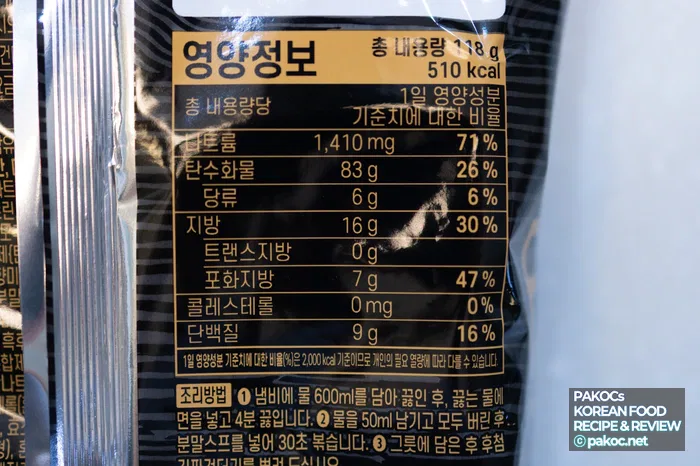 영양정보
총 내용량 118 g
510 kcal
총 내용량당
1일 영양성분
기준치에 대한 비율
나트륨 1,410 mg 71 %
탄수화물 83 g 26 %
당류 6 g 6 %
지방 16 g 30 %
트랜스지방 0 g
포화지방 7 g 47 %
콜레스테롤 0 mg 0 %
단백질 9 g 16 %
1일 영양성분 기준치에 대한 비율(%)은 2,000 kcal 기준이므로 개인의 필요 열량에 따라 다를 수 있습니다.
조리방법 ❶ 냄비에 물 600ml를 담아 끓인 후, 끓는 물에
면을 넣고 4분 끓입니다. ❷ 물을 50ml 남기고 모두 버린 후
분말스프를 넣어 30초 볶습니다. ❸ 그릇에 담은 후 후첨
PAKOCs
KOREAN FOOD
RECIPE & REVIEW
© pakoc.net